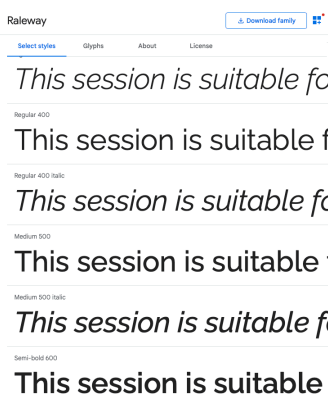 Raleway
Download family
Select styles Glyphs About License
This session is suitable fo
Regular 400
This session is suitable f
Regular 400 italic
This session is suitable fo
Medium 500
This session is suitable
Medium 500 italic
This session is suitable fo
Semi-bold 600
This session is suitable